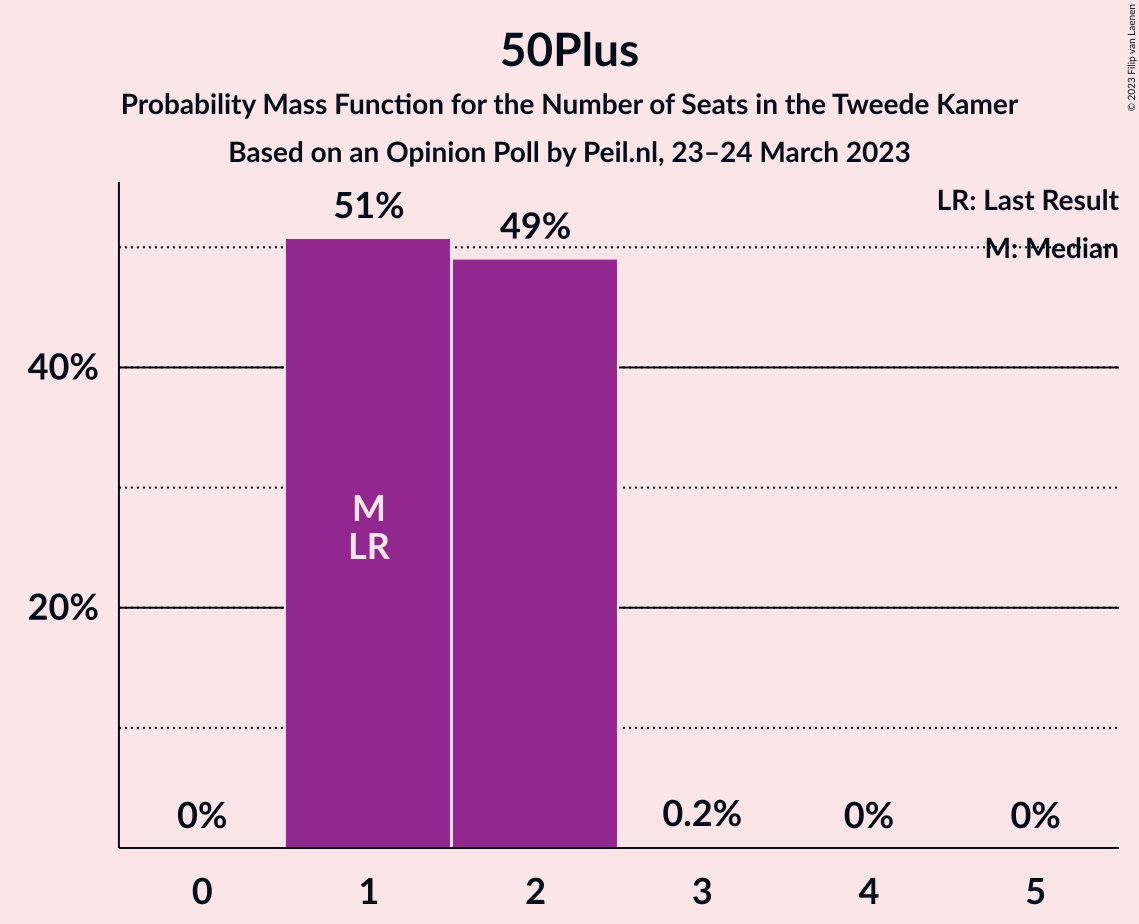 50Plus
Probability Mass Function for the Number of Seats in the Tweede Kamer
Based on an Opinion Poll by Peil.nl, 23–24 March 2023
© 2023 Filip van Laenen
LR: Last Result
M: Median
51%
49%
40%
M
LR
20%
0%
0.2%
0%
0%
0
1
2
3
4
5